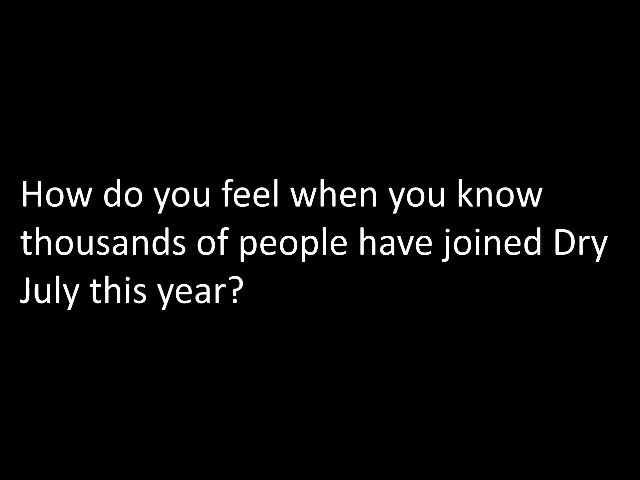 How do you feel when you know
thousands of people have joined Dry
July this year?